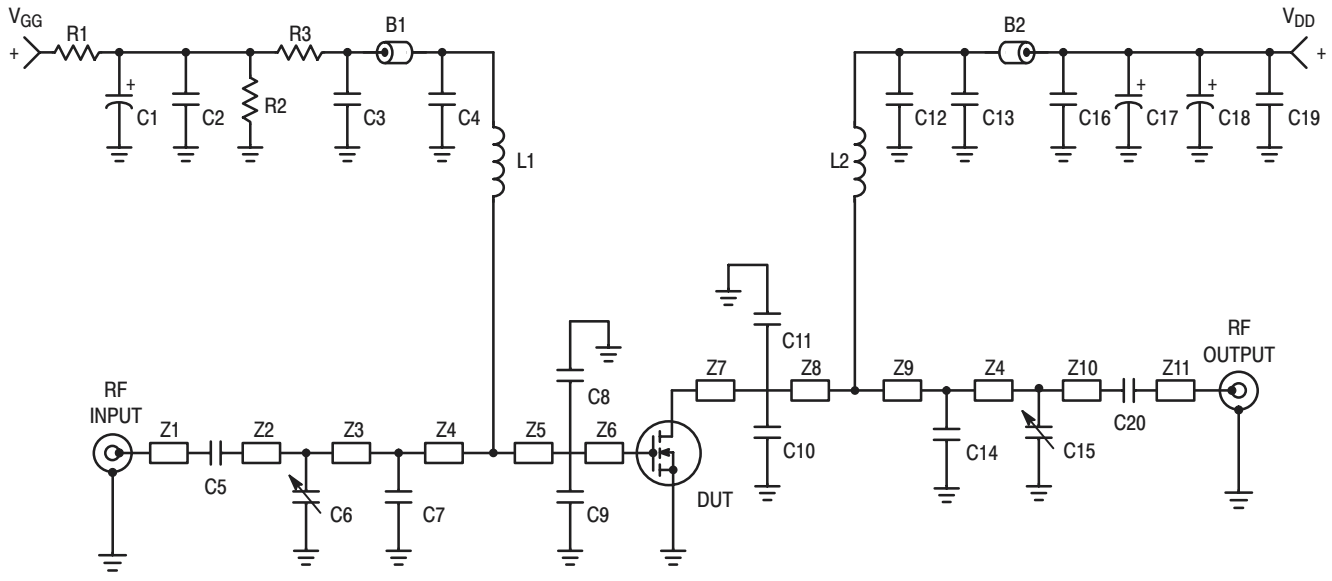 VGG
+
R1
R3
B1
+
C1
C2
R2
C3
C4
L1
B2
VDD
+
C12
C13
C16
+
C17
+
C18
C19
L2
RF
INPUT
Z1
C5
Z2
C6
Z3
C7
Z4
Z5
C8
C9
Z6
DUT
Z7
C11
C10
Z8
Z9
C14
Z4
C15
Z10
C20
Z11
RF
OUTPUT